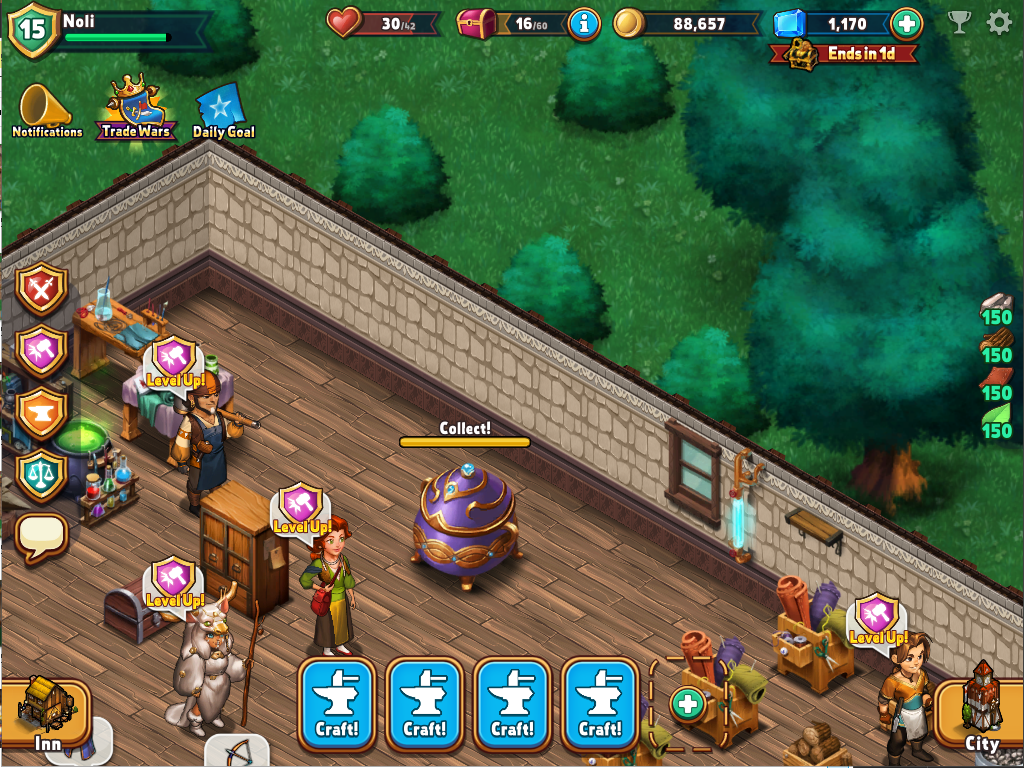 15
Noli
30/42
16/60
i
88,657
1,170
Ends in 1d
Notifications
Trade Wars
Daily Goal
150
150
150
150
Level Up!
Collect!
Level Up!
Level Up!
Level Up!
Craft!
Craft!
Craft!
Craft!
Inn
City